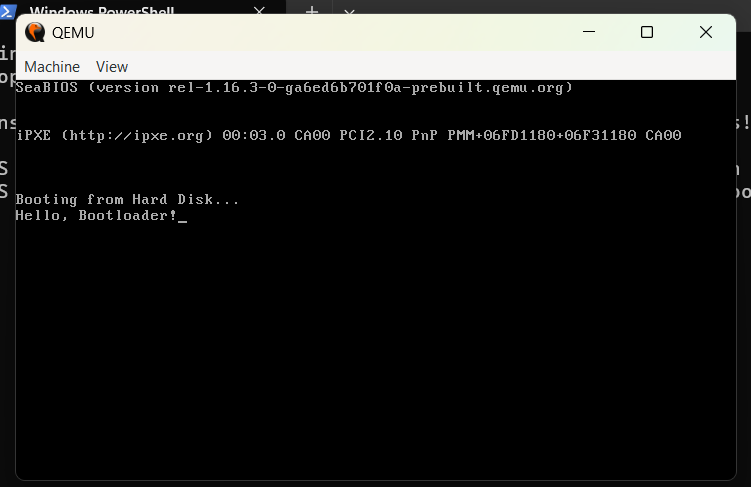 Windows PowerShell
QEMU
Machine View
SeaBIOS (version rel-1.16.3-0-ga6ed6b701f0a-prebuilt.qemu.org)
iPXE (http://ipxe.org) 00:03.0 CA00 PCI2.10 PnP PMM+06FD1180+06F31180 CA00
Booting from Hard Disk...
Hello, Bootloader!_